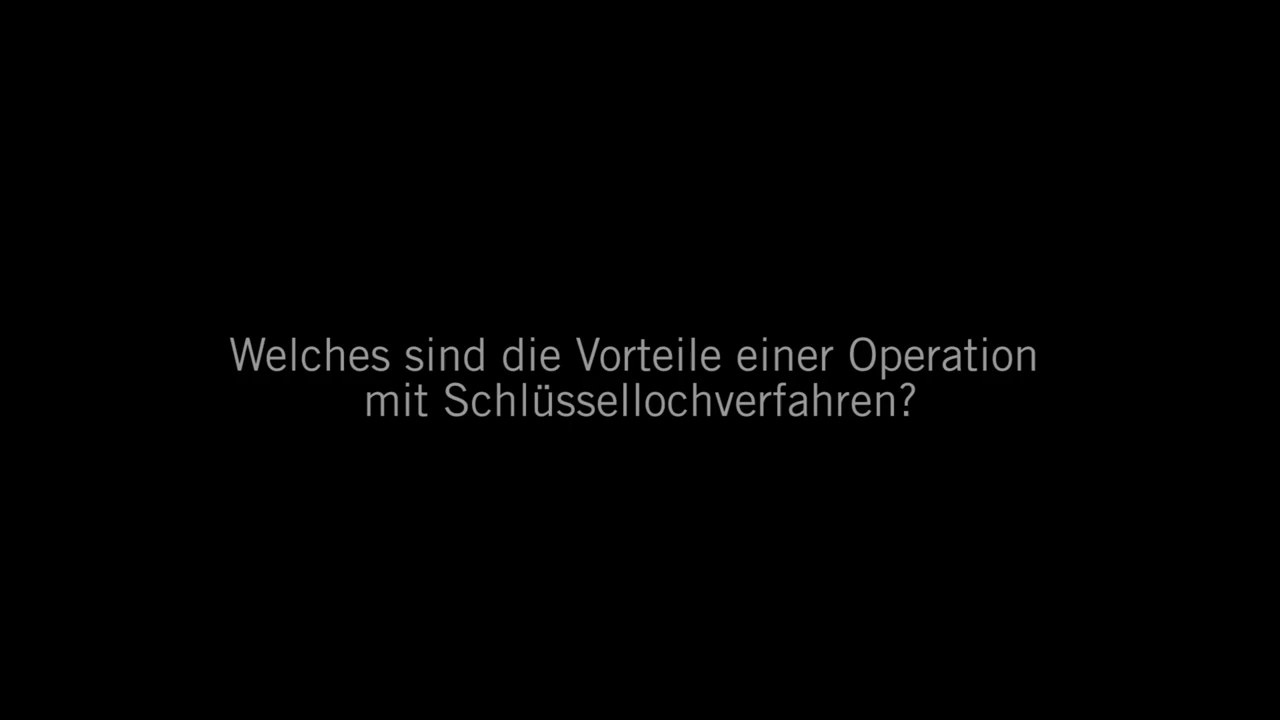 Welches sind die Vorteile einer Operation
mit Schlüssellochverfahren?